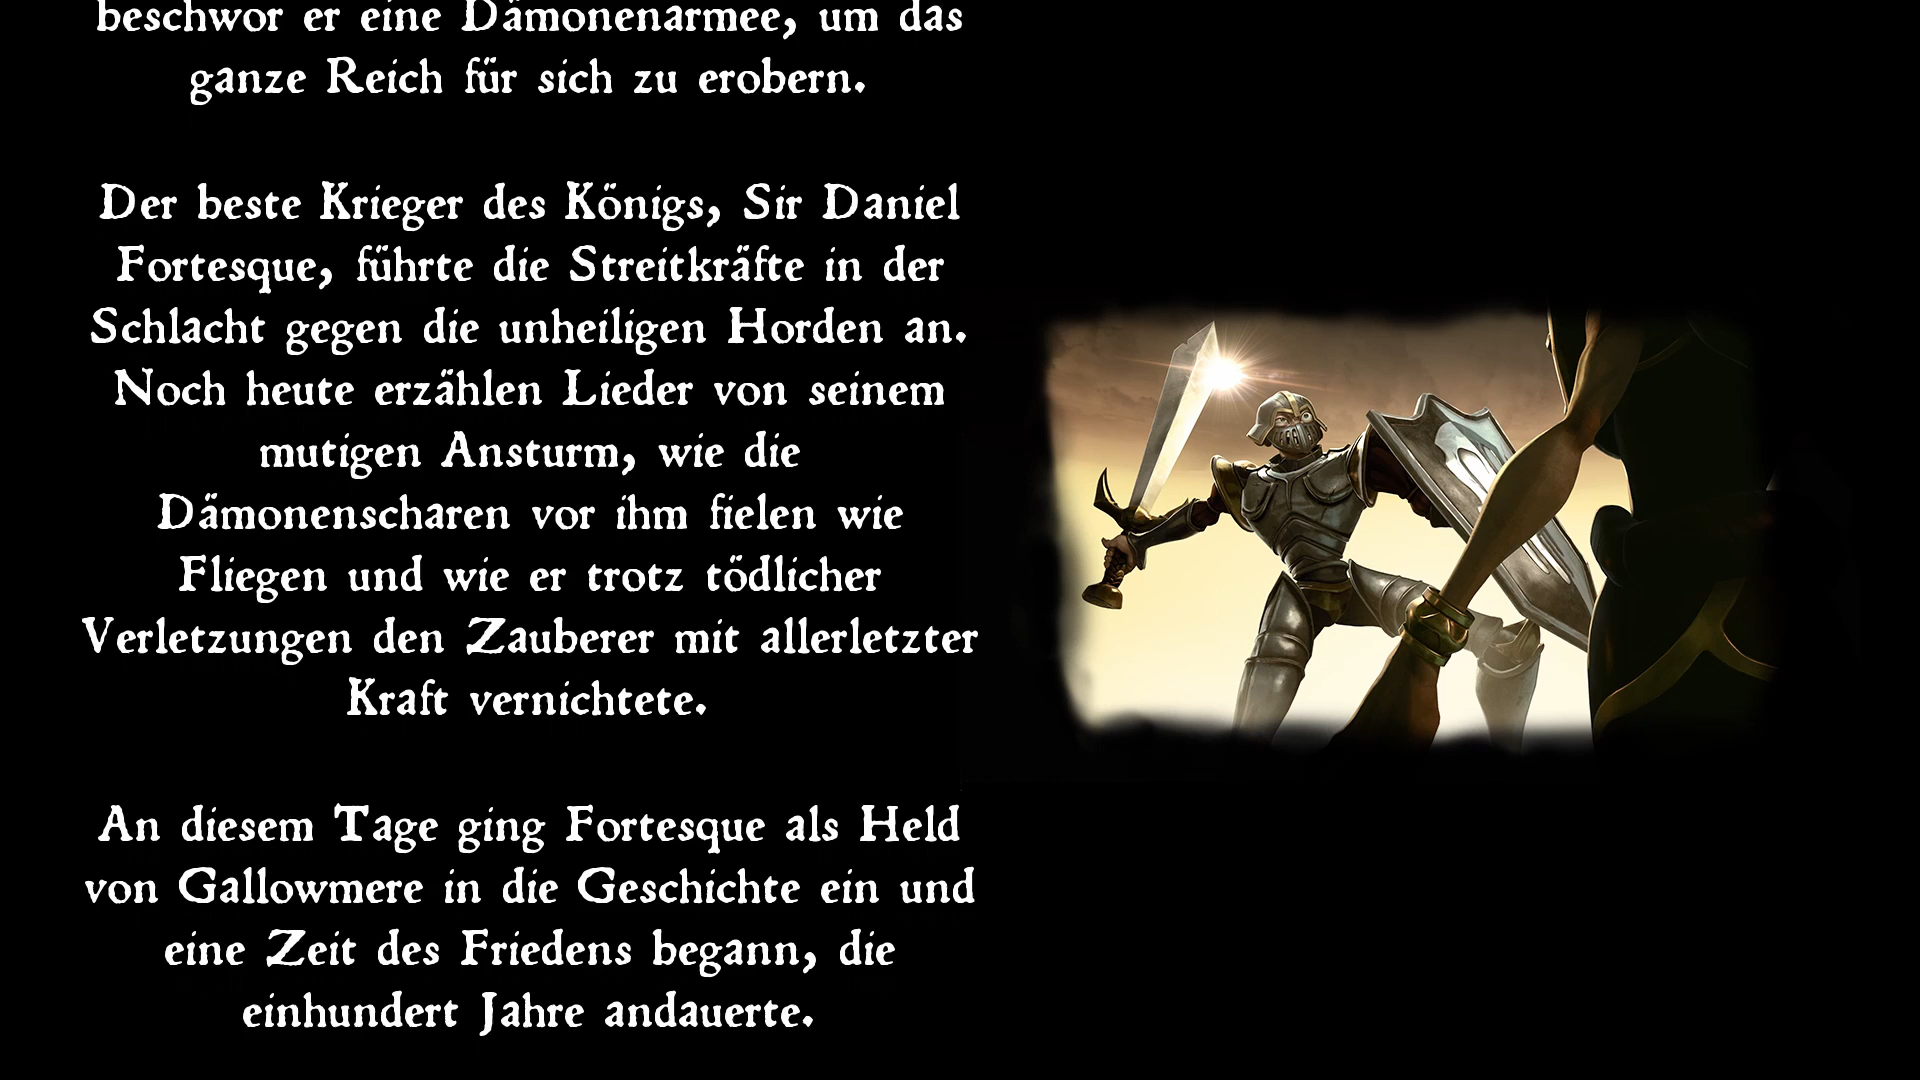 beschwor er eine Dämonenarmee, um das
ganze Reich für sich zu erobern.
Der beste Krieger des Königs, Sir Daniel
Fortesque, führte die Streitkräfte in der
Schlacht gegen die unheiligen Horden an.
Noch heute erzählen Lieder von seinem
mutigen Ansturm, wie die
Dämonenscharen vor ihm fielen wie
Fliegen und wie er trotz tödlicher
Verletzungen den Zauberer mit allerletzter
Kraft vernichtete.
An diesem Tage ging Fortesque als Held
von Gallowmere in die Geschichte ein und
eine Zeit des Friedens begann, die
einhundert Jahre andauerte.